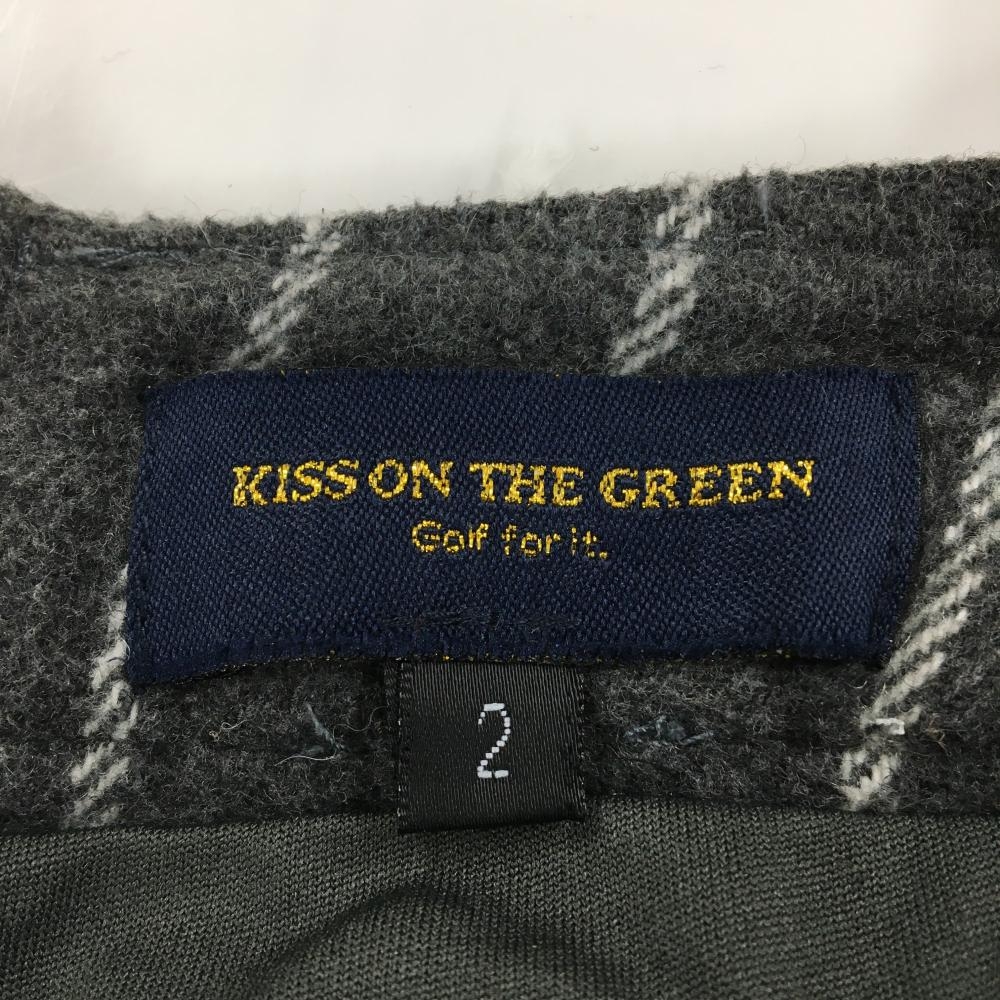 KISS ON THE GREEN
Golf for it.
2